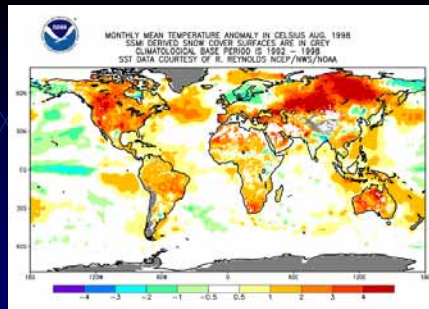 NOAA
MONTHLY MEAN TEMPERATURE ANOMALY IN CELSIUS AUG. 1998
SSMI DERIVED SNOW COVER SURFACES ARE IN GREY
CLIMATOLOGICAL BASE PERIOD IS 1992 – 1998
SST DATA COURTESY OF R. REYNOLDS NCEP/NWS/NOAA
60N
30N
EQ
30S
60S
180 120W 60W 0 60E 120E
-4 -3 -2 -1 -0.5 0.5 1 2 3 4